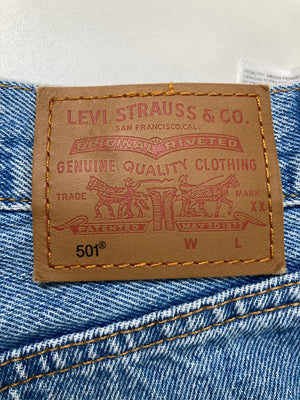 LEVI STRAUSS & CO.
SAN FRANCISCO, CAL.
ORIGINAL RIVETED
GENUINE QUALITY CLOTHING
TRADE MARK
XX
PATENTED MAY 20 1873
501® W L